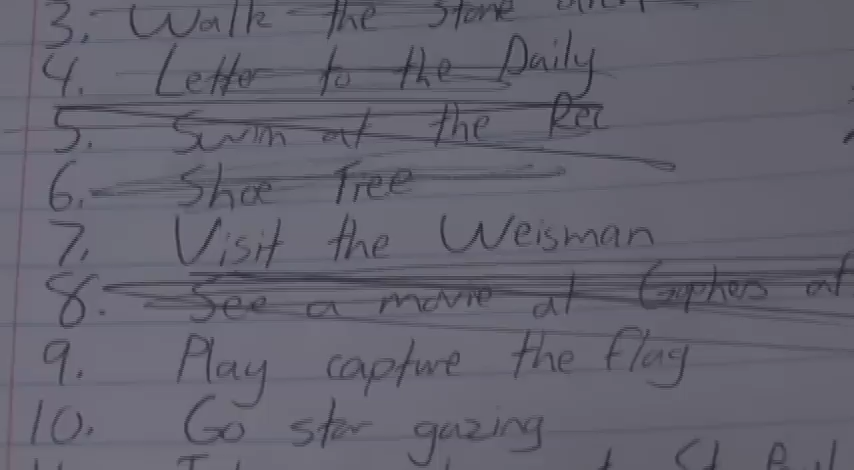 3. Walk the Stone
4. Letter to the Daily
5. Swim at the Rec
6. Shoe Tree
7. Visit the Weisman
8. See a movie at Gophers at
9. Play capture the flag
10. Go star gazing